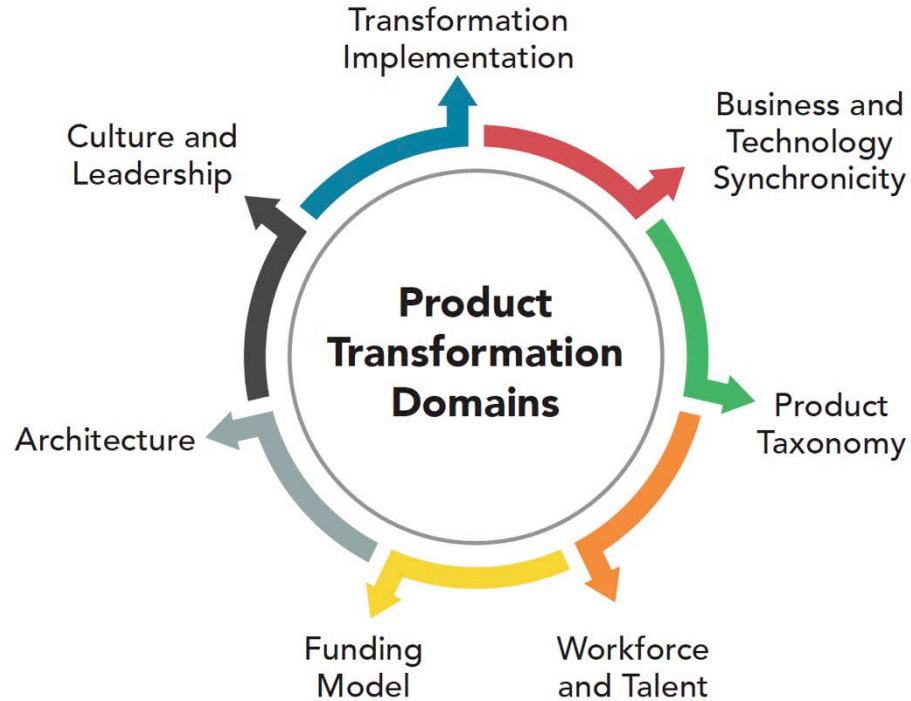 Transformation
Implementation
Business and
Technology
Synchronicity
Culture and
Leadership
Product
Transformation
Domains
Product
Taxonomy
Architecture
Funding
Model
Workforce
and Talent